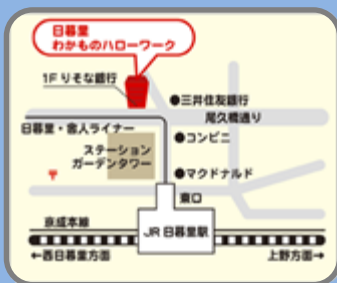 日暮里
わかものハローワーク
1F りそな銀行
●三井住友銀行
尾久橋通り
日暮里・舎人ライナー
●コンビニ
ステーション
ガーデンタワー
〒
●マクドナルド
東口
京成本線
JR 日暮里駅
←西日暮里方面
上野方面→